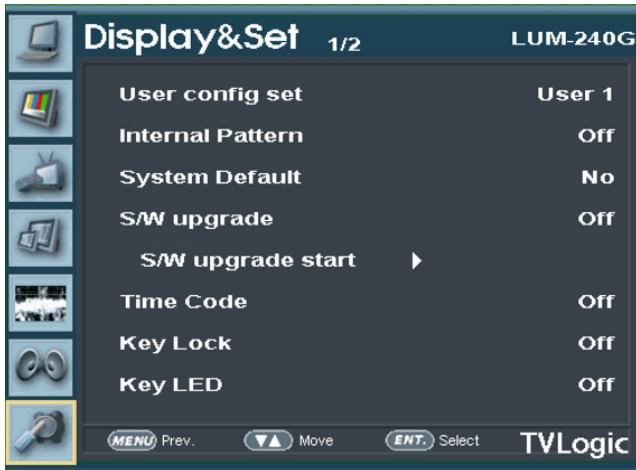 Display&Set 1/2 LUM-240G
User config set User 1
Internal Pattern Off
System Default No
S/W upgrade Off
S/W upgrade start
Time Code Off
Key Lock Off
Key LED Off
MENU Prev. Move ENT. Select TVLogic